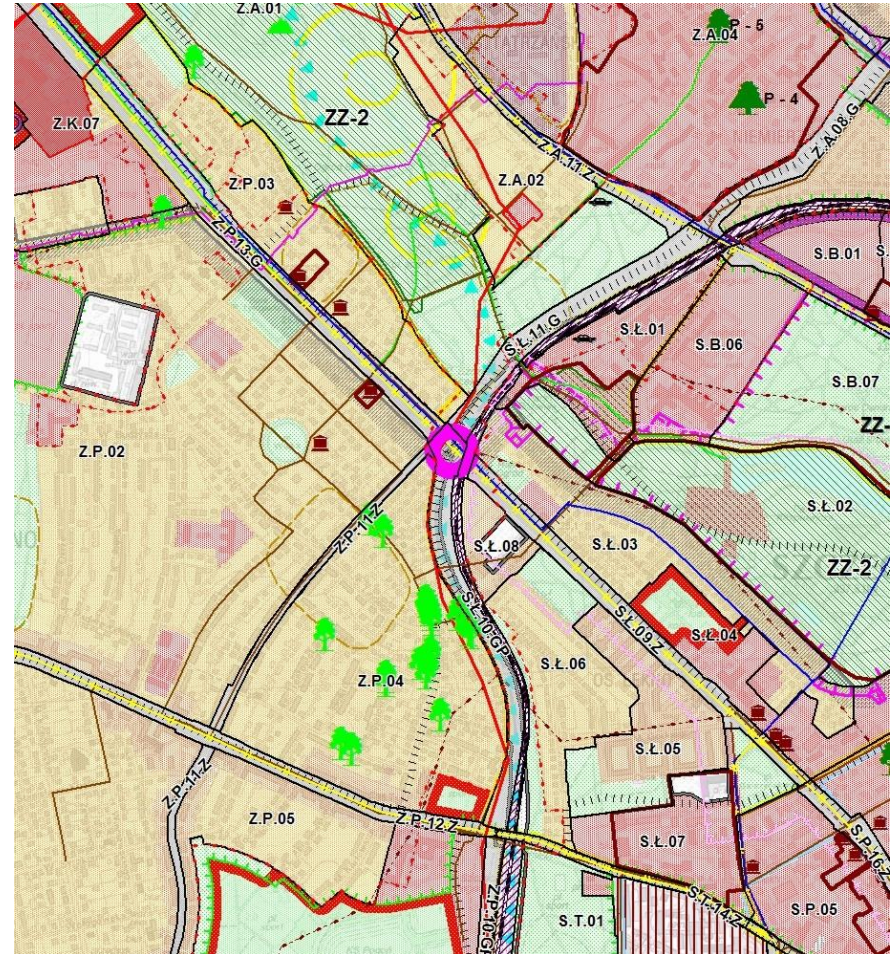 Z.A.01
Z.A.04
P - 5
P - 4
ZZ-2
Z.K.07
Z.A.11 Z
Z.A.08 G
Z.P.03
Z.A.02
Z.P.13 G
S.B.01
S.Ł.11 G
S.Ł.01
S.B.06
S.B.07
Z.P.02
ZZ-
S.Ł.02
Z.P.11 Z
S.Ł.08
S.Ł.03
ZZ-2
S.Ł.10 GP
S.Ł.09 Z
S.Ł.04
S.Ł.06
Z.P.04
S.Ł.05
Z.P.11 Z
Z.P.05
Z.P.12 Z
S.Ł.07
S.P.16 Z
S.P.05
S.T.14 Z
S.T.01